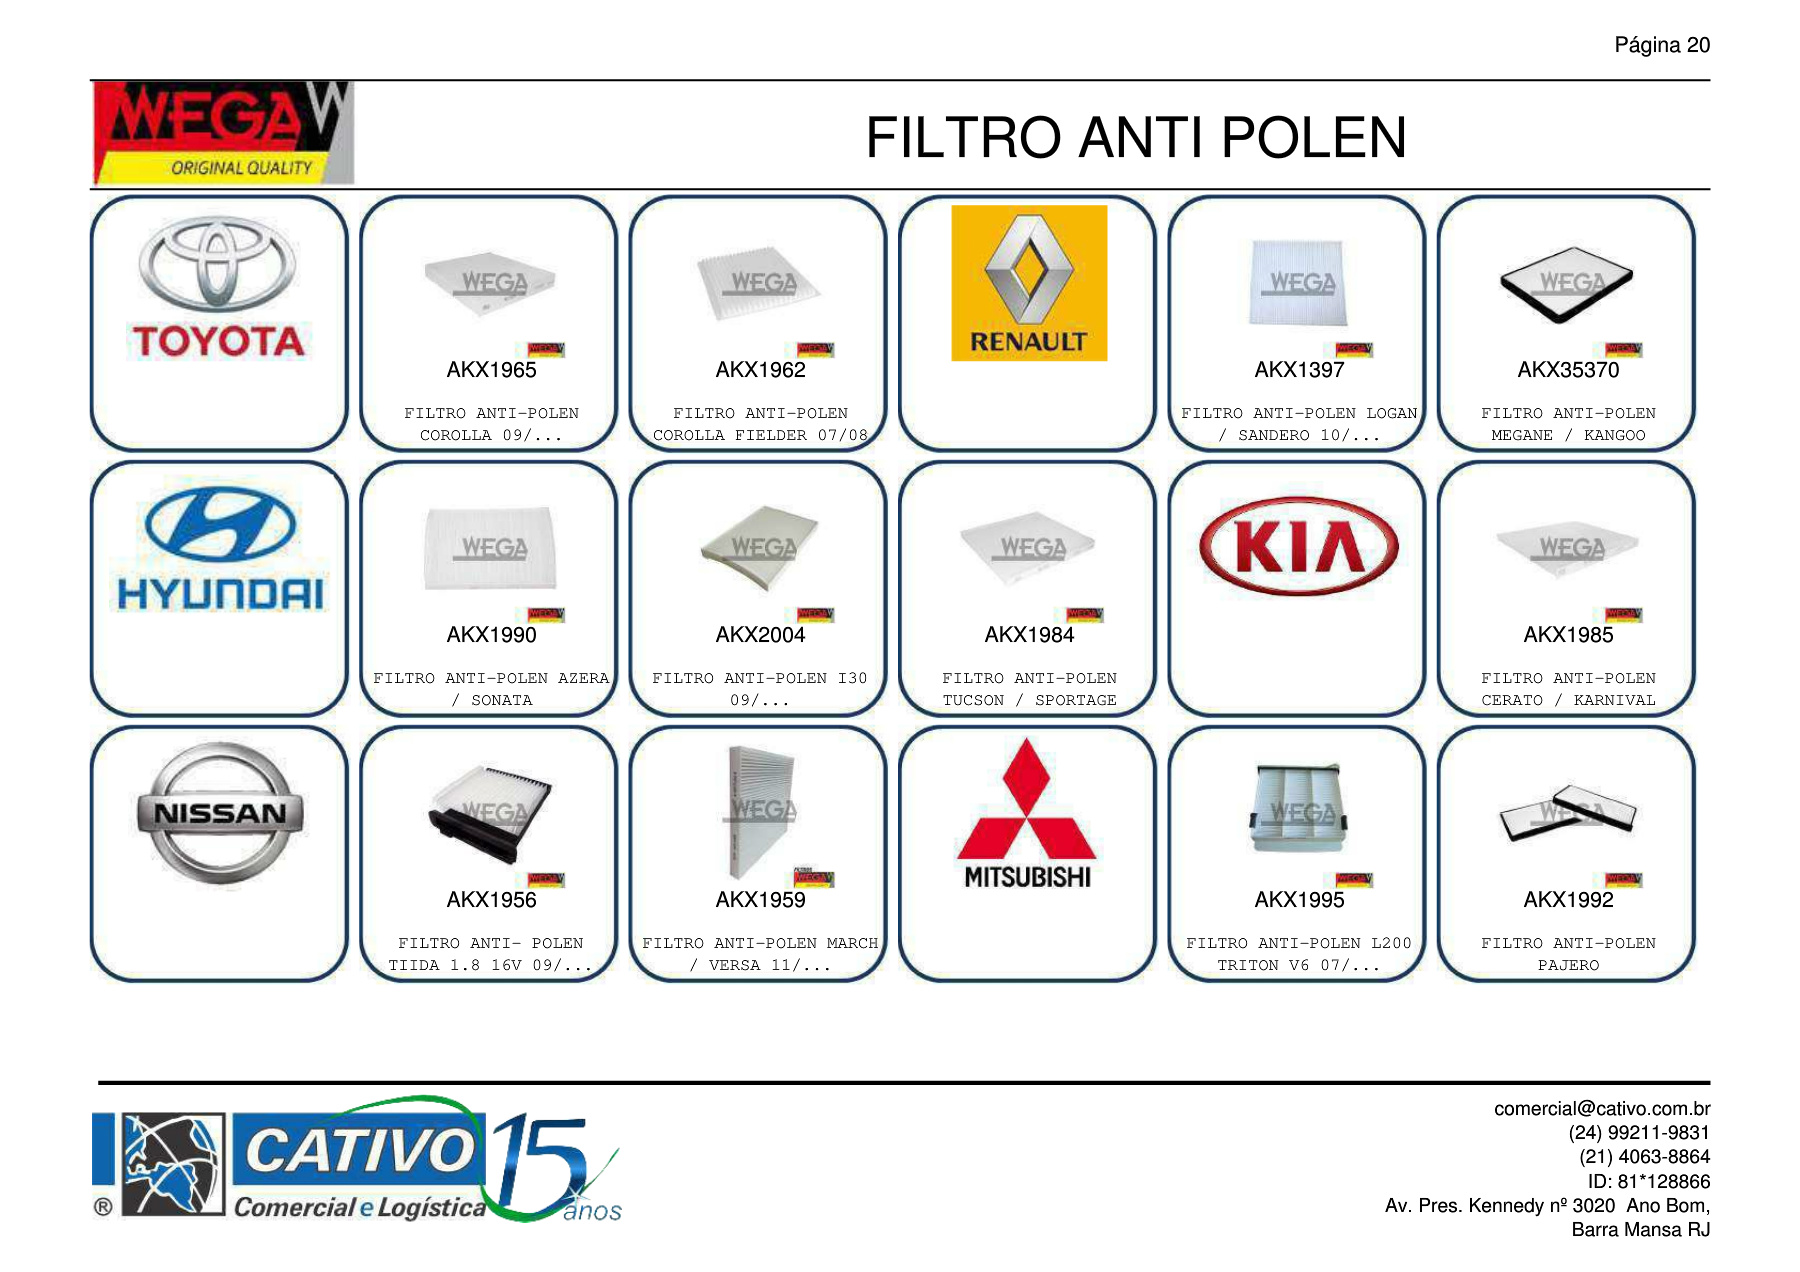 Página 20
WEGA W
ORIGINAL QUALITY
FILTRO ANTI POLEN
TOYOTA
WEGA
AKX1965
FILTRO ANTI-POLEN
COROLLA 09/...
WEGA
AKX1962
FILTRO ANTI-POLEN
COROLLA FIELDER 07/08
RENAULT
WEGA
AKX1397
FILTRO ANTI-POLEN LOGAN
/ SANDERO 10/...
WEGA
AKX35370
FILTRO ANTI-POLEN
MEGANE / KANGOO
HYUNDAI
WEGA
AKX1990
FILTRO ANTI-POLEN AZERA
/ SONATA
WEGA
AKX2004
FILTRO ANTI-POLEN I30
09/...
WEGA
AKX1984
FILTRO ANTI-POLEN
TUCSON / SPORTAGE
KIA
WEGA
AKX1985
FILTRO ANTI-POLEN
CERATO / KARNIVAL
NISSAN
WEGA
AKX1956
FILTRO ANTI- POLEN
TIIDA 1.8 16V 09/...
WEGA
AKX1959
FILTRO ANTI-POLEN MARCH
/ VERSA 11/...
MITSUBISHI
WEGA
AKX1995
FILTRO ANTI-POLEN L200
TRITON V6 07/...
WEGA
AKX1992
FILTRO ANTI-POLEN
PAJERO
CATIVO 15 anos
® Comercial e Logística
comercial@cativo.com.br
(24) 99211-9831
(21) 4063-8864
ID: 81*128866
Av. Pres. Kennedy nº 3020 Ano Bom,
Barra Mansa RJ